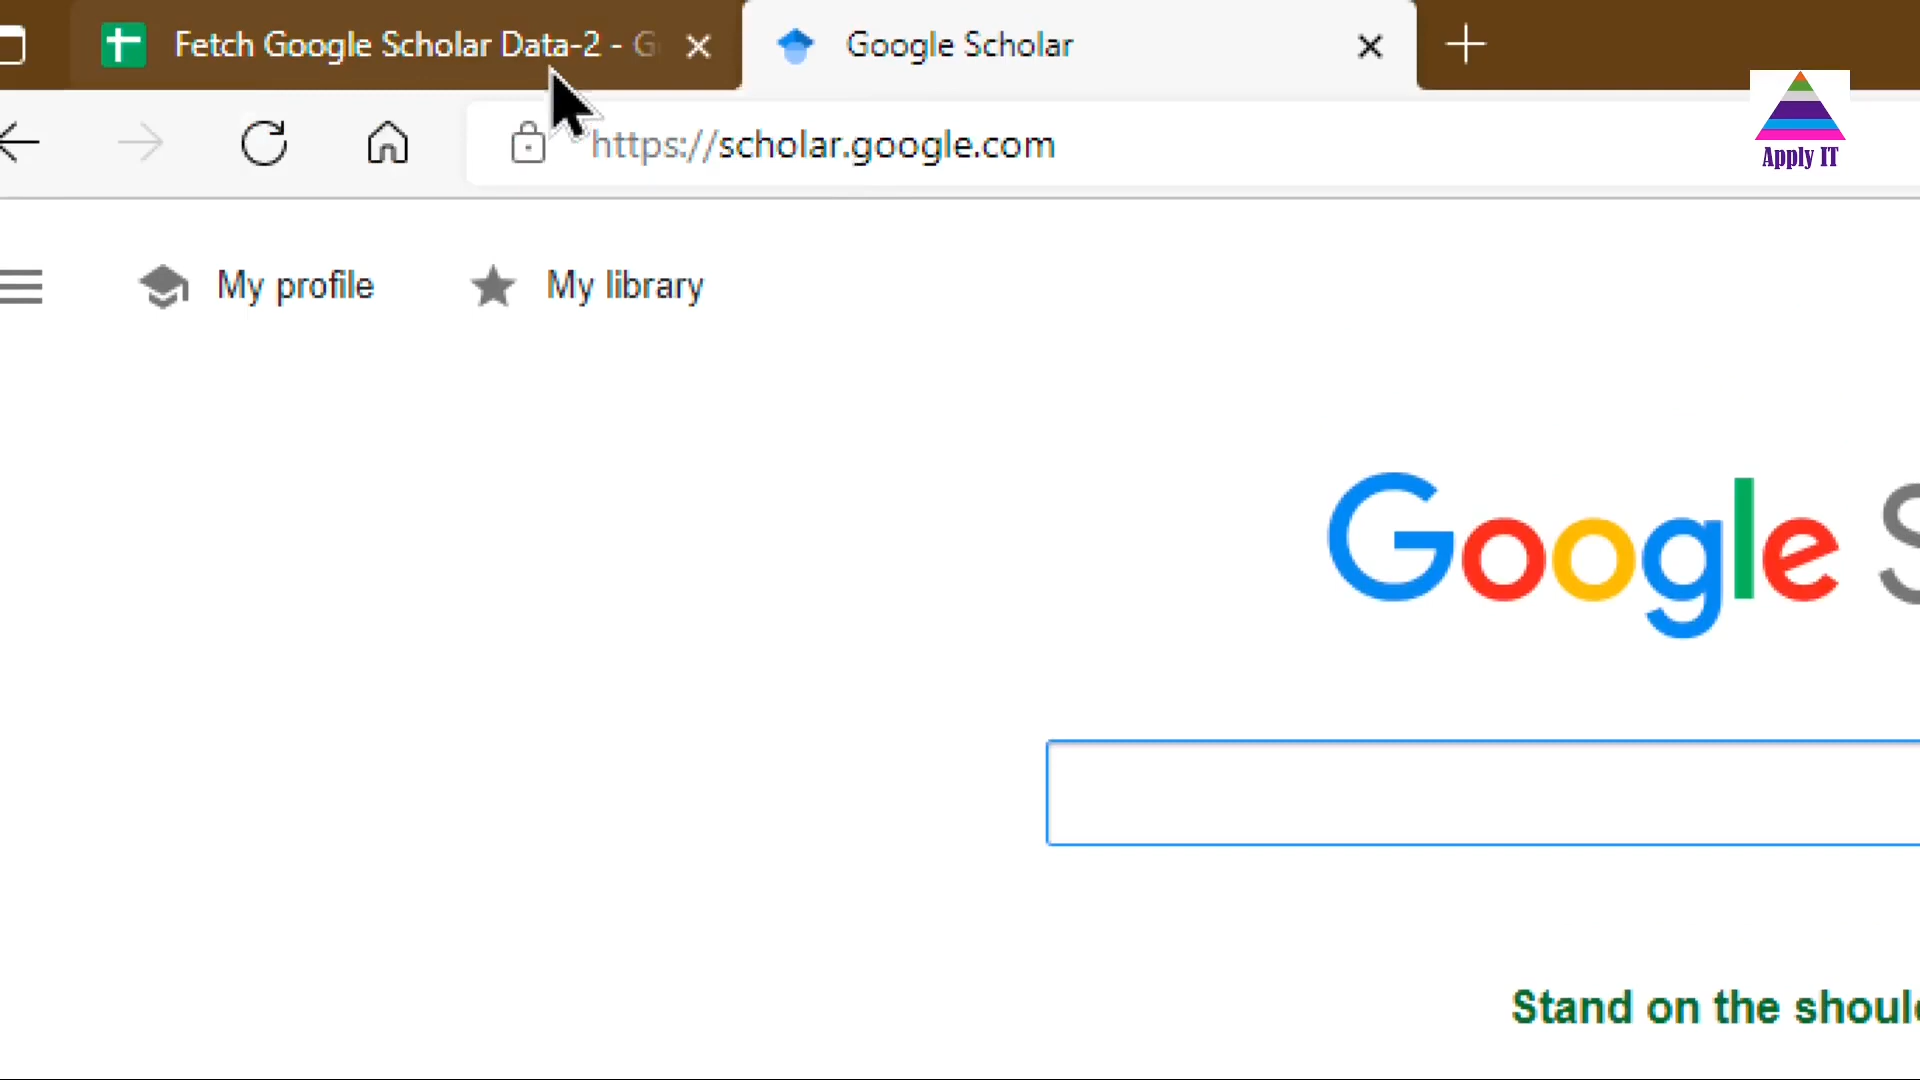 Fetch Google Scholar Data-2 - G
Google Scholar
https://scholar.google.com
Apply IT
My profile
My library
Google S
Stand on the should